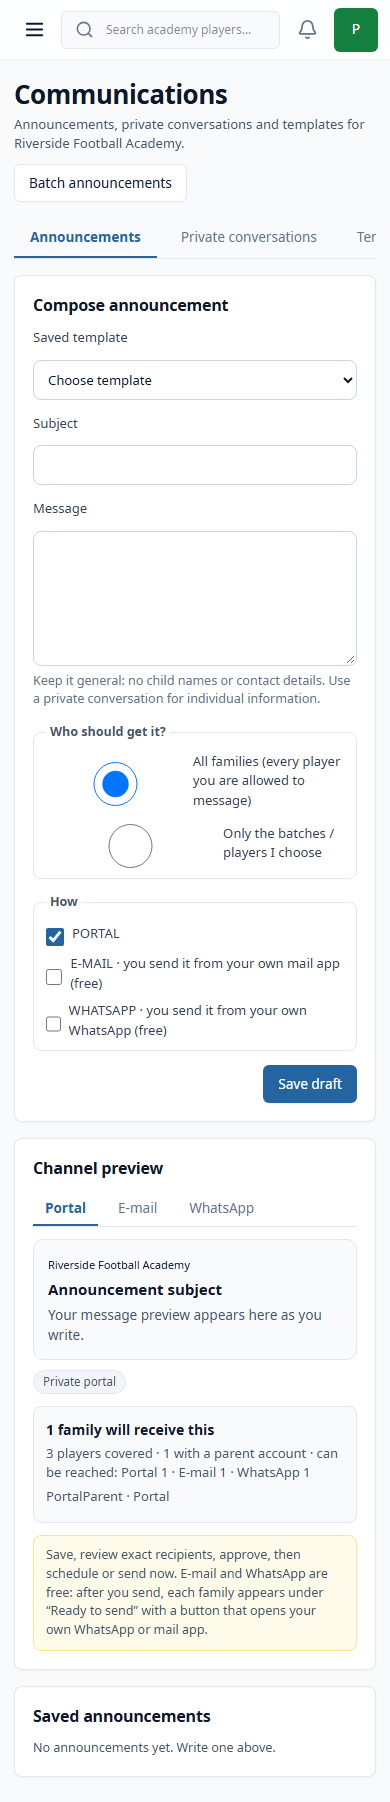 Search academy players...
P
Communications
Announcements, private conversations and templates for
Riverside Football Academy.
Batch announcements
Announcements
Private conversations
Compose announcement
Saved template
Choose template
Subject
Message
Keep it general: no child names or contact details. Use
a private conversation for individual information.
Who should get it?
All families (every player
you are allowed to
message)
Only the batches /
players I choose
How
PORTAL
E-MAIL · you send it from your own mail app
(free)
WHATSAPP · you send it from your own
WhatsApp (free)
Save draft
Channel preview
Portal
E-mail
WhatsApp
Riverside Football Academy
Announcement subject
Your message preview appears here as you
write.
Private portal
1 family will receive this
3 players covered · 1 with a parent account · can
be reached: Portal 1 · E-mail 1 · WhatsApp 1
PortalParent · Portal
Save, review exact recipients, approve, then
schedule or send now. E-mail and WhatsApp are
free: after you send, each family appears under
“Ready to send” with a button that opens your
own WhatsApp or mail app.
Saved announcements
No announcements yet. Write one above.